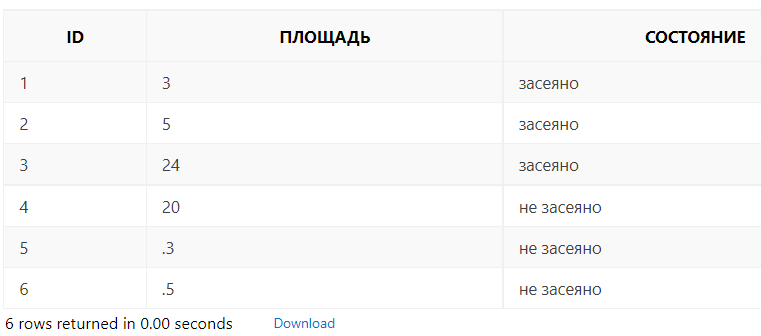 ID ПЛОЩАДЬ СОСТОЯНИЕ
1 3 засеяно
2 5 засеяно
3 24 засеяно
4 20 не засеяно
5 .3 не засеяно
6 .5 не засеяно
6 rows returned in 0.00 seconds Download